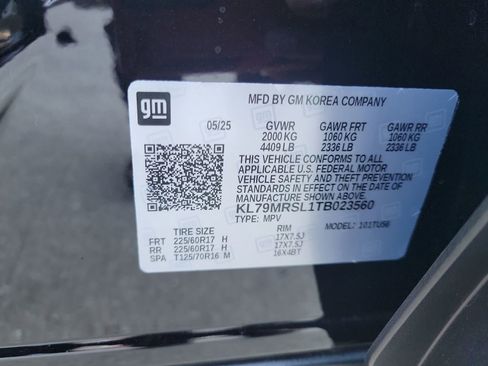 gm
MFD BY GM KOREA COMPANY
05/25 GVWR GAWR FRT GAWR RR
2000 KG 1060 KG 1060 KG
4409 LB 2336 LB 2336 LB
THIS VEHICLE CONFORMS TO ALL
APPLICABLE U.S. FEDERAL MOTOR
VEHICLE SAFETY AND THEFT PREVENTION
STANDARDS IN EFFECT ON THE DATE OF
MANUFACTURE SHOWN ABOVE.
KL79MRSL1TB023560
TYPE: MPV MODEL: 101TU56
TIRE SIZE RIM
FRT 225/60R17 H 17X7.5J
RR 225/60R17 H 17X7.5J
SPA T125/70R16 M 16X4BT